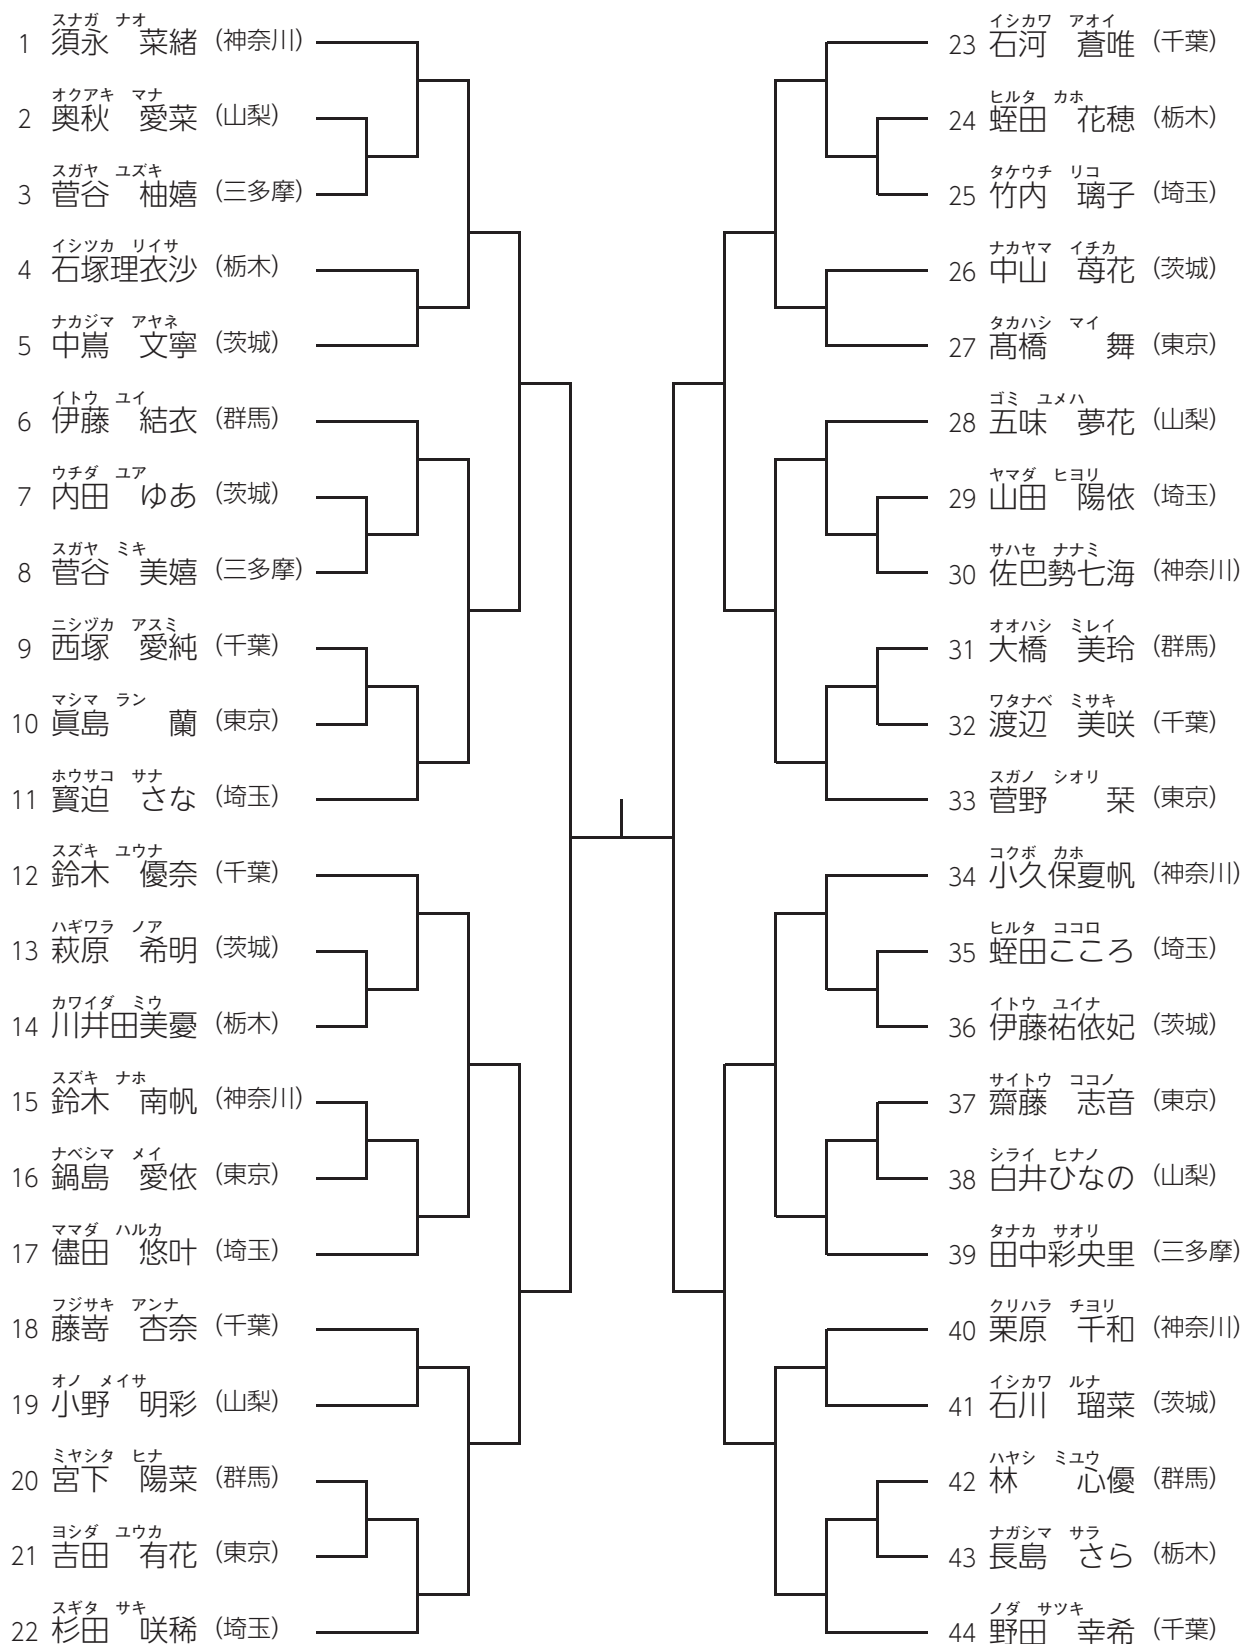 スナガ　ナオ
1 須永　菜緒（神奈川）
オクアキ　マナ
2 奥秋　愛菜（山梨）
スガヤ　ユズキ
3 菅谷　柚嬉（三多摩）
イシツカ　リイサ
4 石塚理衣沙（栃木）
ナカジマ　アヤネ
5 中嶌　文寧（茨城）
イトウ　ユイ
6 伊藤　結衣（群馬）
ウチダ　ユア
7 内田　ゆあ（茨城）
スガヤ　ミキ
8 菅谷　美嬉（三多摩）
ニシヅカ　アスミ
9 西塚　愛純（千葉）
マシマ　ラン
10 眞島　蘭（東京）
ホウサコ　サナ
11 寳迫　さな（埼玉）
スズキ　ユウナ
12 鈴木　優奈（千葉）
ハギワラ　ノア
13 萩原　希明（茨城）
カワイダ　ミウ
14 川井田美憂（栃木）
スズキ　ナホ
15 鈴木　南帆（神奈川）
ナベシマ　メイ
16 鍋島　愛依（東京）
ママダ　ハルカ
17 儘田　悠叶（埼玉）
フジサキ　アンナ
18 藤嵜　杏奈（千葉）
オノ　メイサ
19 小野　明彩（山梨）
ミヤシタ　ヒナ
20 宮下　陽菜（群馬）
ヨシダ　ユウカ
21 吉田　有花（東京）
スギタ　サキ
22 杉田　咲稀（埼玉）
イシカワ　アオイ
23 石河　蒼唯（千葉）
ヒルタ　カホ
24 蛭田　花穂（栃木）
タケウチ　リコ
25 竹内　璃子（埼玉）
ナカヤマ　イチカ
26 中山　苺花（茨城）
タカハシ　マイ
27 髙橋　舞（東京）
ゴミ　ユメハ
28 五味　夢花（山梨）
ヤマダ　ヒヨリ
29 山田　陽依（埼玉）
サハセ　ナナミ
30 佐巴勢七海（神奈川）
オオハシ　ミレイ
31 大橋　美玲（群馬）
ワタナベ　ミサキ
32 渡辺　美咲（千葉）
スガノ　シオリ
33 菅野　栞（東京）
コクボ　カホ
34 小久保夏帆（神奈川）
ヒルタ　ココロ
35 蛭田こころ（埼玉）
イトウ　ユイナ
36 伊藤祐依妃（茨城）
サイトウ　ココノ
37 齋藤　志音（東京）
シライ　ヒナノ
38 白井ひなの（山梨）
タナカ　サオリ
39 田中彩央里（三多摩）
クリハラ　チヨリ
40 栗原　千和（神奈川）
イシカワ　ルナ
41 石川　瑠菜（茨城）
ハヤシ　ミユウ
42 林　心優（群馬）
ナガシマ　サラ
43 長島　さら（栃木）
ノダ　サツキ
44 野田　幸希（千葉）